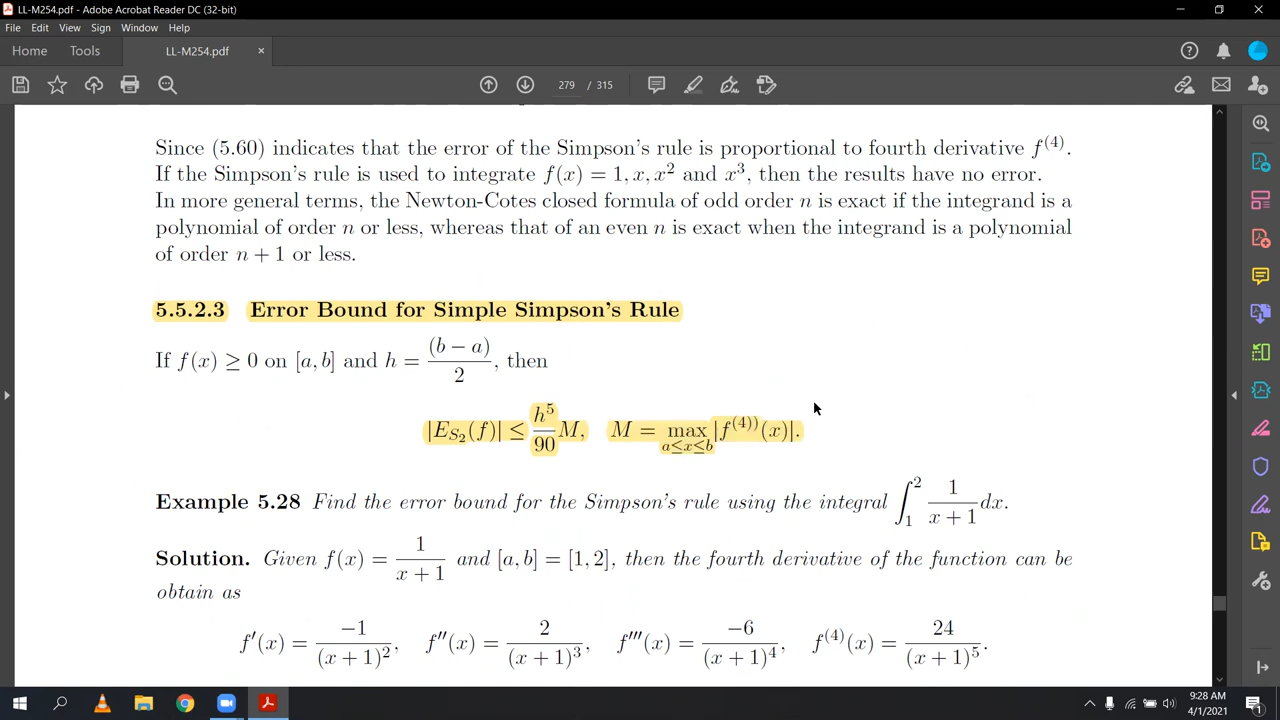 LL-M254.pdf - Adobe Acrobat Reader DC (32-bit)
File Edit View Sign Window Help
Home Tools LL-M254.pdf ×
279 / 315
Since (5.60) indicates that the error of the Simpson's rule is proportional to fourth derivative f⁽⁴⁾.
If the Simpson's rule is used to integrate f(x) = 1, x, x² and x³, then the results have no error.
In more general terms, the Newton-Cotes closed formula of odd order n is exact if the integrand is a
polynomial of order n or less, whereas that of an even n is exact when the integrand is a polynomial
of order n + 1 or less.
5.5.2.3 Error Bound for Simple Simpson's Rule
If f(x) ≥ 0 on [a, b] and h = (b − a)/2, then
|E_{S₂}(f)| ≤ h⁵/90 M, M = max_{a≤x≤b} |f⁽⁴⁾⁾(x)|.
Example 5.28 Find the error bound for the Simpson's rule using the integral ∫₁² 1/(x + 1) dx.
Solution. Given f(x) = 1/(x + 1) and [a, b] = [1, 2], then the fourth derivative of the function can be
obtain as
f′(x) = −1/(x + 1)², f″(x) = 2/(x + 1)³, f‴(x) = −6/(x + 1)⁴, f⁽⁴⁾(x) = 24/(x + 1)⁵.
9:28 AM
4/1/2021
1